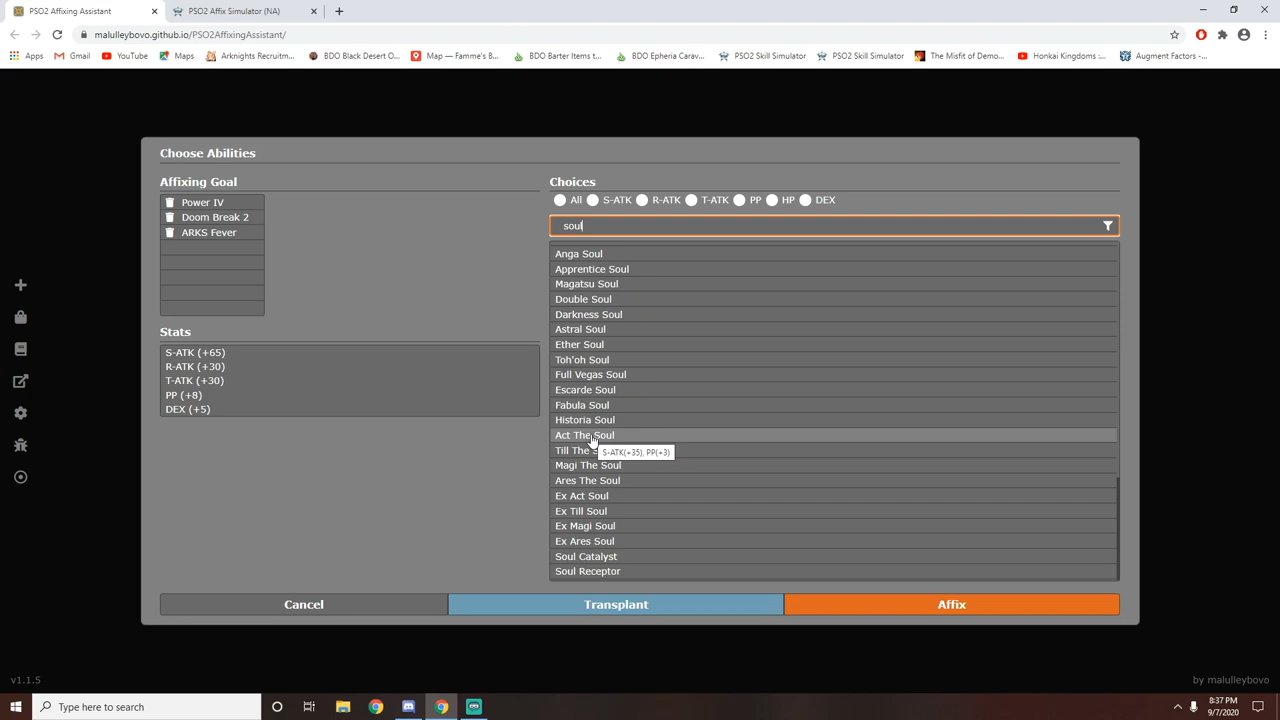 PSO2 Affixing Assistant
PSO2 Affix Simulator (NA)
malulleybovo.github.io/PSO2AffixingAssistant/
Apps
Gmail
YouTube
Maps
Arknights Recruitm...
BDO Black Desert O...
Map — Famme's B...
BDO Barter Items t...
BDO Epheria Carav...
PSO2 Skill Simulator
PSO2 Skill Simulator
The Misfit of Demo...
Honkai Kingdoms :...
Augment Factors -...
Choose Abilities
Affixing Goal
Power IV
Doom Break 2
ARKS Fever
Stats
S-ATK (+65)
R-ATK (+30)
T-ATK (+30)
PP (+8)
DEX (+5)
Choices
All S-ATK R-ATK T-ATK PP HP DEX
soul
Anga Soul
Apprentice Soul
Magatsu Soul
Double Soul
Darkness Soul
Astral Soul
Ether Soul
Toh'oh Soul
Full Vegas Soul
Escarde Soul
Fabula Soul
Historia Soul
Act The Soul
Till The
S-ATK(+35), PP(+3)
Magi The Soul
Ares The Soul
Ex Act Soul
Ex Till Soul
Ex Magi Soul
Ex Ares Soul
Soul Catalyst
Soul Receptor
Cancel
Transplant
Affix
v1.1.5
by malulleybovo
Type here to search
8:37 PM
9/7/2020